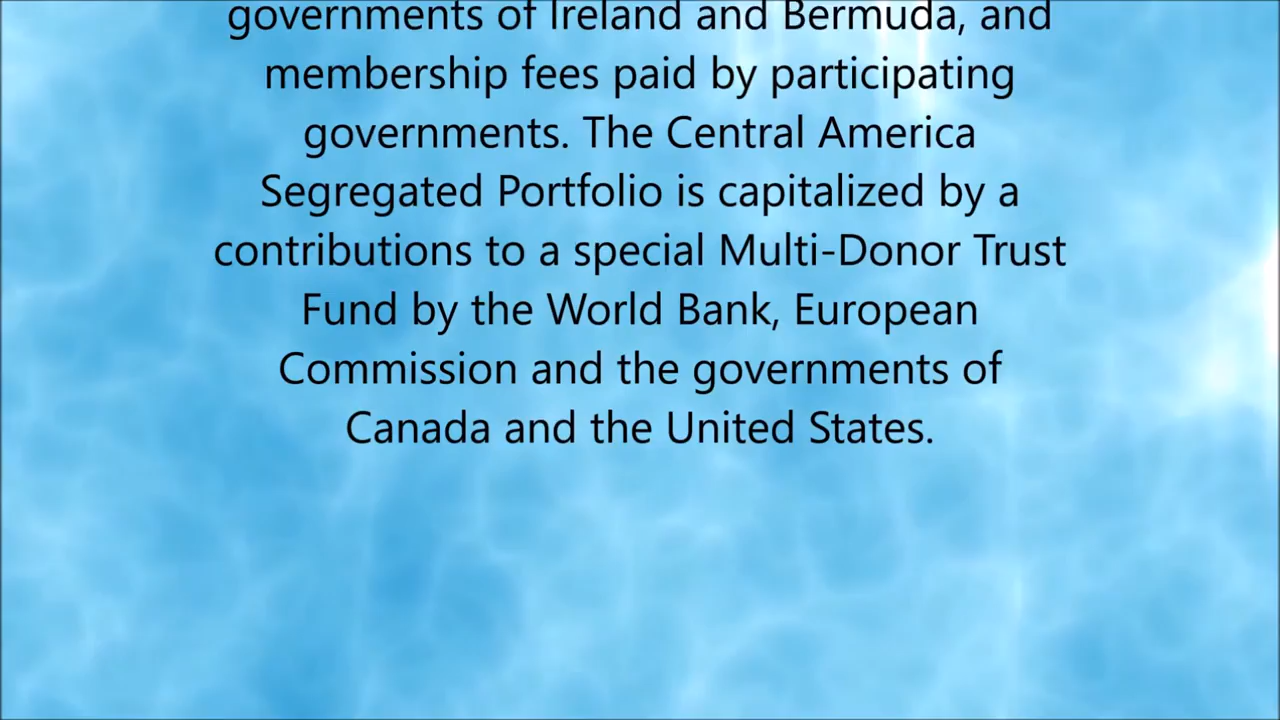 governments of Ireland and Bermuda, and
membership fees paid by participating
governments. The Central America
Segregated Portfolio is capitalized by a
contributions to a special Multi-Donor Trust
Fund by the World Bank, European
Commission and the governments of
Canada and the United States.